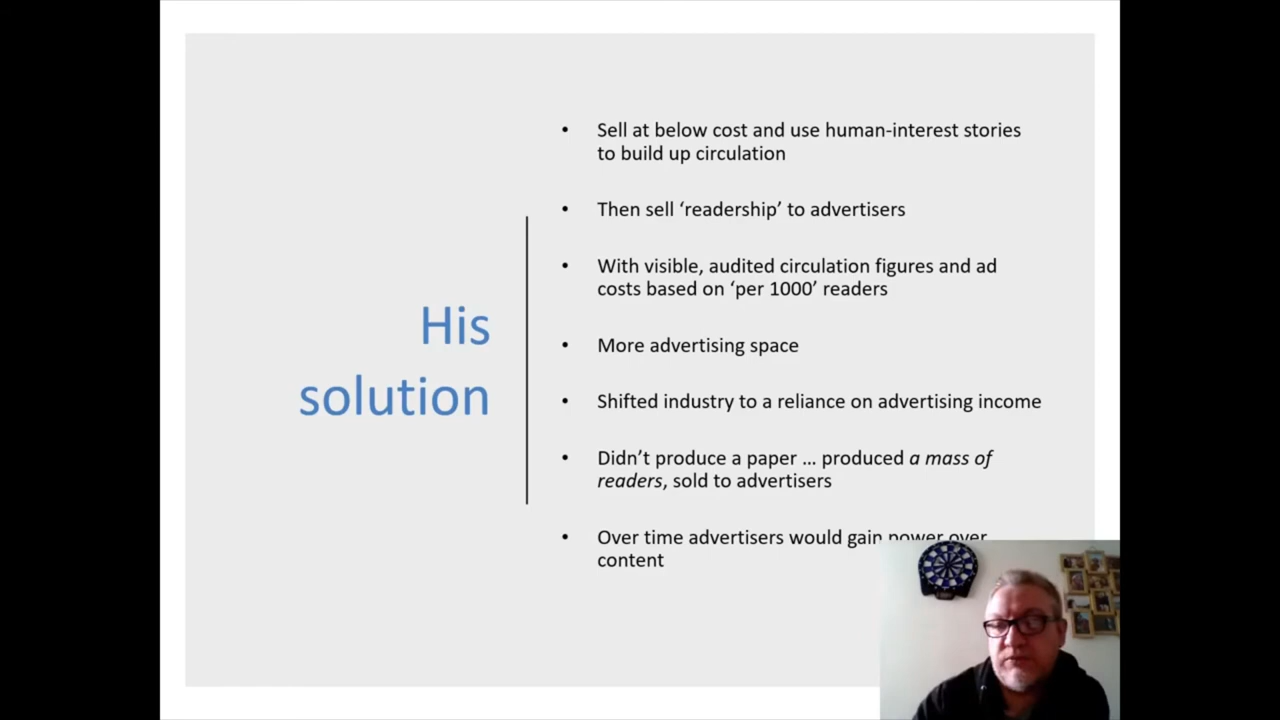 His
solution
• Sell at below cost and use human-interest stories
to build up circulation
• Then sell ‘readership’ to advertisers
• With visible, audited circulation figures and ad
costs based on ‘per 1000’ readers
• More advertising space
• Shifted industry to a reliance on advertising income
• Didn’t produce a paper … produced a mass of
readers, sold to advertisers
• Over time advertisers would gain power over
content